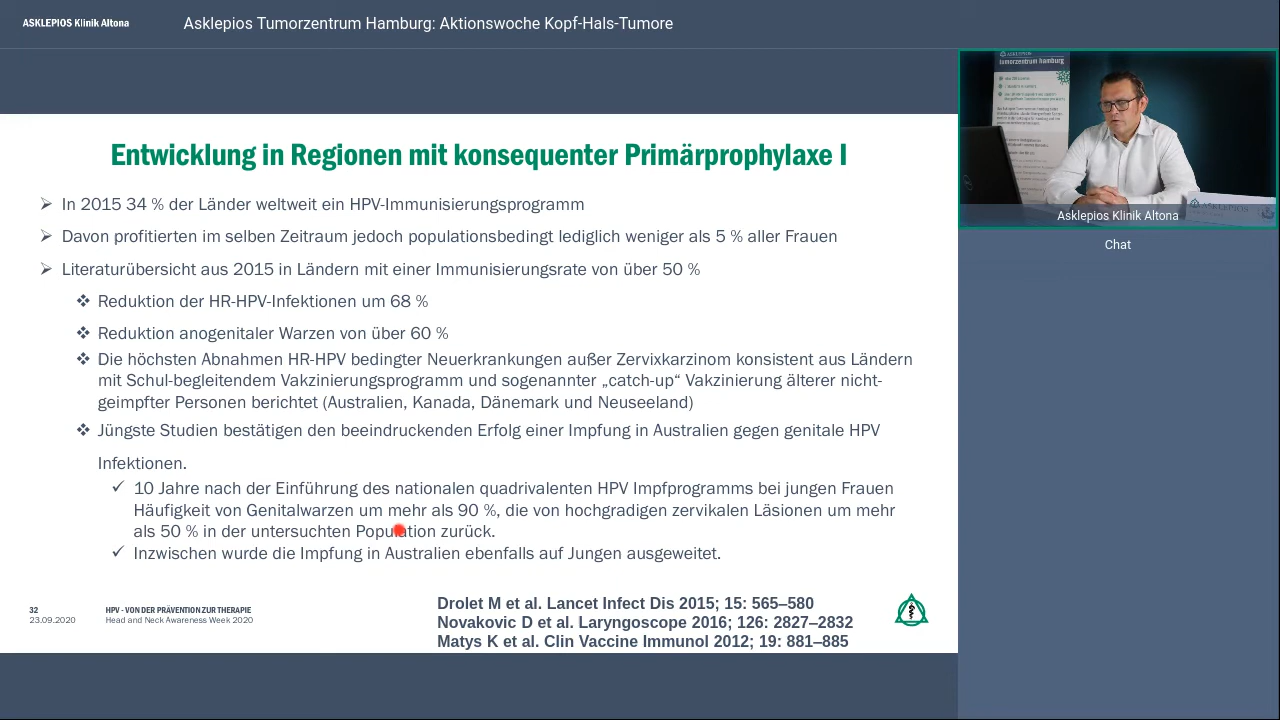 ASKLEPIOS Klinik Altona
Asklepios Tumorzentrum Hamburg: Aktionswoche Kopf-Hals-Tumore
Entwicklung in Regionen mit konsequenter Primärprophylaxe I
In 2015 34 % der Länder weltweit ein HPV-Immunisierungsprogramm
Davon profitierten im selben Zeitraum jedoch populationsbedingt lediglich weniger als 5 % aller Frauen
Literaturübersicht aus 2015 in Ländern mit einer Immunisierungsrate von über 50 %
Reduktion der HR-HPV-Infektionen um 68 %
Reduktion anogenitaler Warzen von über 60 %
Die höchsten Abnahmen HR-HPV bedingter Neuerkrankungen außer Zervixkarzinom konsistent aus Ländern
mit Schul-begleitendem Vakzinierungsprogramm und sogenannter „catch-up“ Vakzinierung älterer nicht-
geimpfter Personen berichtet (Australien, Kanada, Dänemark und Neuseeland)
Jüngste Studien bestätigen den beeindruckenden Erfolg einer Impfung in Australien gegen genitale HPV
Infektionen.
10 Jahre nach der Einführung des nationalen quadrivalenten HPV Impfprogramms bei jungen Frauen
Häufigkeit von Genitalwarzen um mehr als 90 %, die von hochgradigen zervikalen Läsionen um mehr
als 50 % in der untersuchten Population zurück.
Inzwischen wurde die Impfung in Australien ebenfalls auf Jungen ausgeweitet.
32
23.09.2020
HPV - VON DER PRÄVENTION ZUR THERAPIE
Head and Neck Awareness Week 2020
Drolet M et al. Lancet Infect Dis 2015; 15: 565–580
Novakovic D et al. Laryngoscope 2016; 126: 2827–2832
Matys K et al. Clin Vaccine Immunol 2012; 19: 881–885
ASKLEPIOS
tumorzentrum hamburg
ASKLEPIOS
Asklepios Klinik Altona
Chat